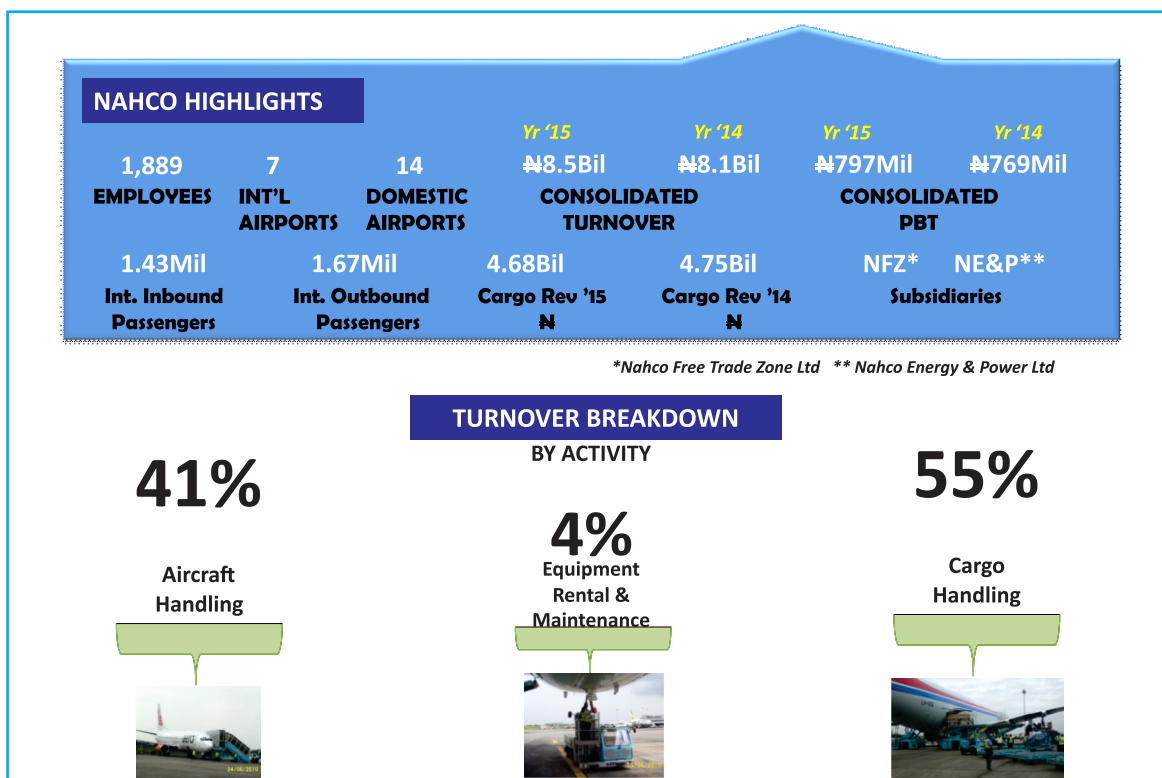 NAHCO HIGHLIGHTS
Yr ‘15 Yr ‘14 Yr ‘15 Yr ‘14
1,889 7 14 ₦8.5Bil ₦8.1Bil ₦797Mil ₦769Mil
EMPLOYEES INT’L DOMESTIC CONSOLIDATED CONSOLIDATED
AIRPORTS AIRPORTS TURNOVER PBT
1.43Mil 1.67Mil 4.68Bil 4.75Bil NFZ* NE&P**
Int. Inbound Int. Outbound Cargo Rev ’15 Cargo Rev ’14 Subsidiaries
Passengers Passengers ₦ ₦
*Nahco Free Trade Zone Ltd ** Nahco Energy & Power Ltd
TURNOVER BREAKDOWN
BY ACTIVITY
41%
Aircraft
Handling
4%
Equipment
Rental &
Maintenance
55%
Cargo
Handling